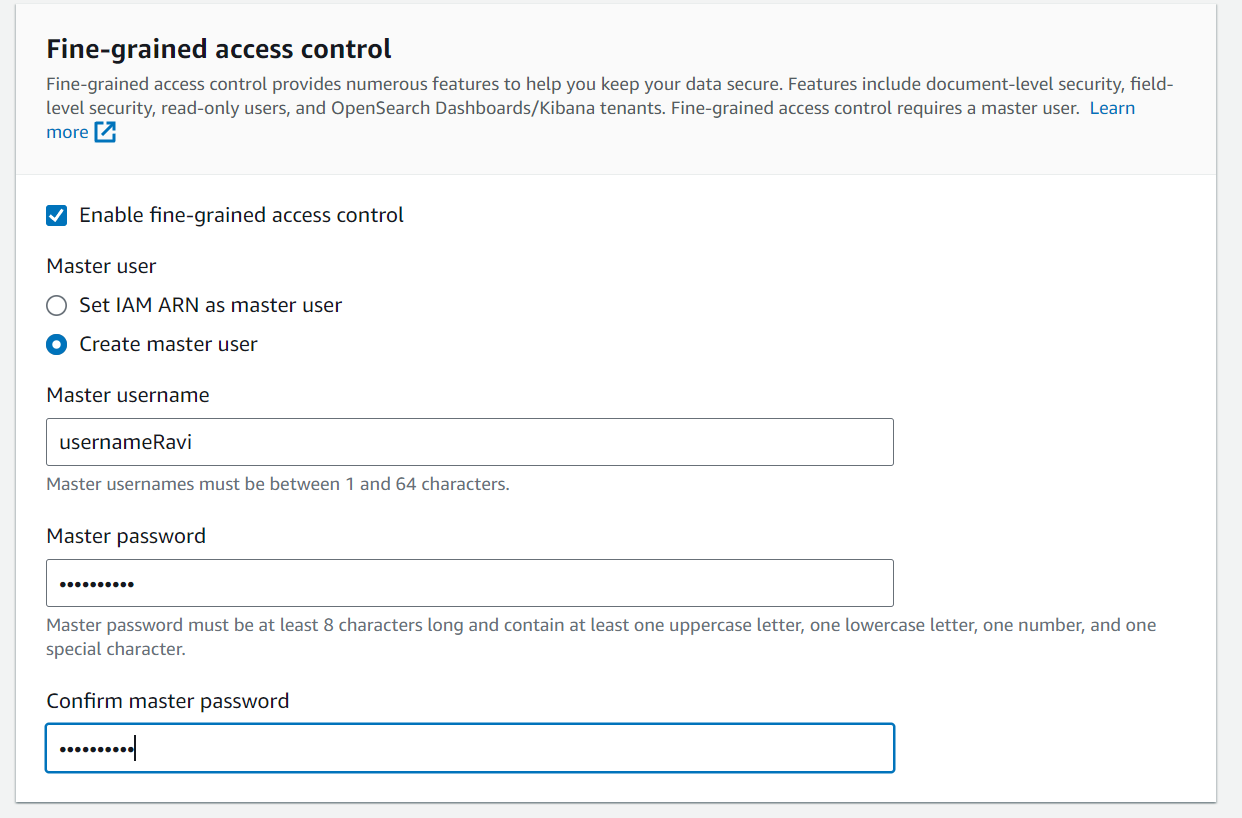 Fine-grained access control
Fine-grained access control provides numerous features to help you keep your data secure. Features include document-level security, field-
level security, read-only users, and OpenSearch Dashboards/Kibana tenants. Fine-grained access control requires a master user. Learn
more
Enable fine-grained access control
Master user
Set IAM ARN as master user
Create master user
Master username
usernameRavi
Master usernames must be between 1 and 64 characters.
Master password
••••••••••
Master password must be at least 8 characters long and contain at least one uppercase letter, one lowercase letter, one number, and one
special character.
Confirm master password
••••••••••